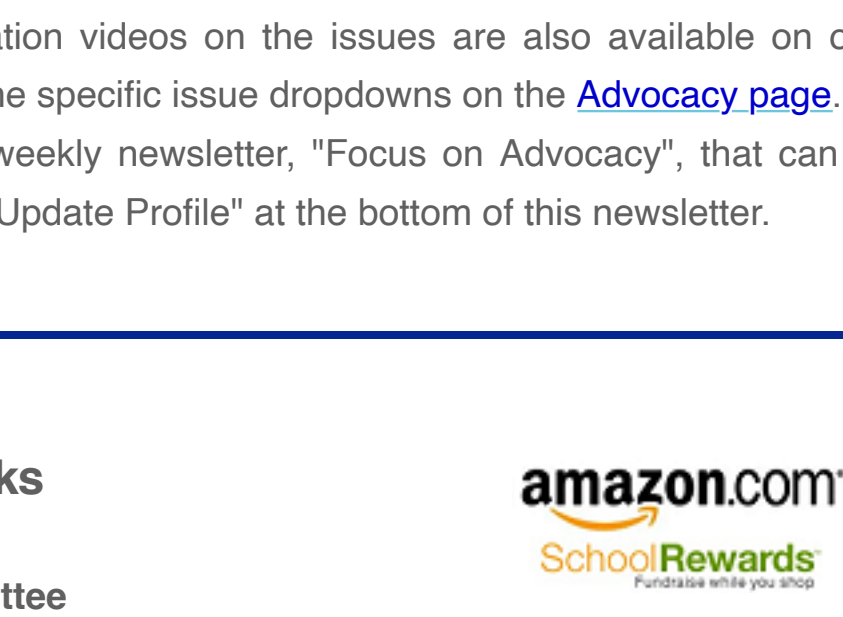 ation videos on the issues are also available on o
he specific issue dropdowns on the Advocacy page.
weekly newsletter, "Focus on Advocacy", that can
Update Profile" at the bottom of this newsletter.
ks
amazon.com
SchoolRewards
Fundraise while you shop
ttee